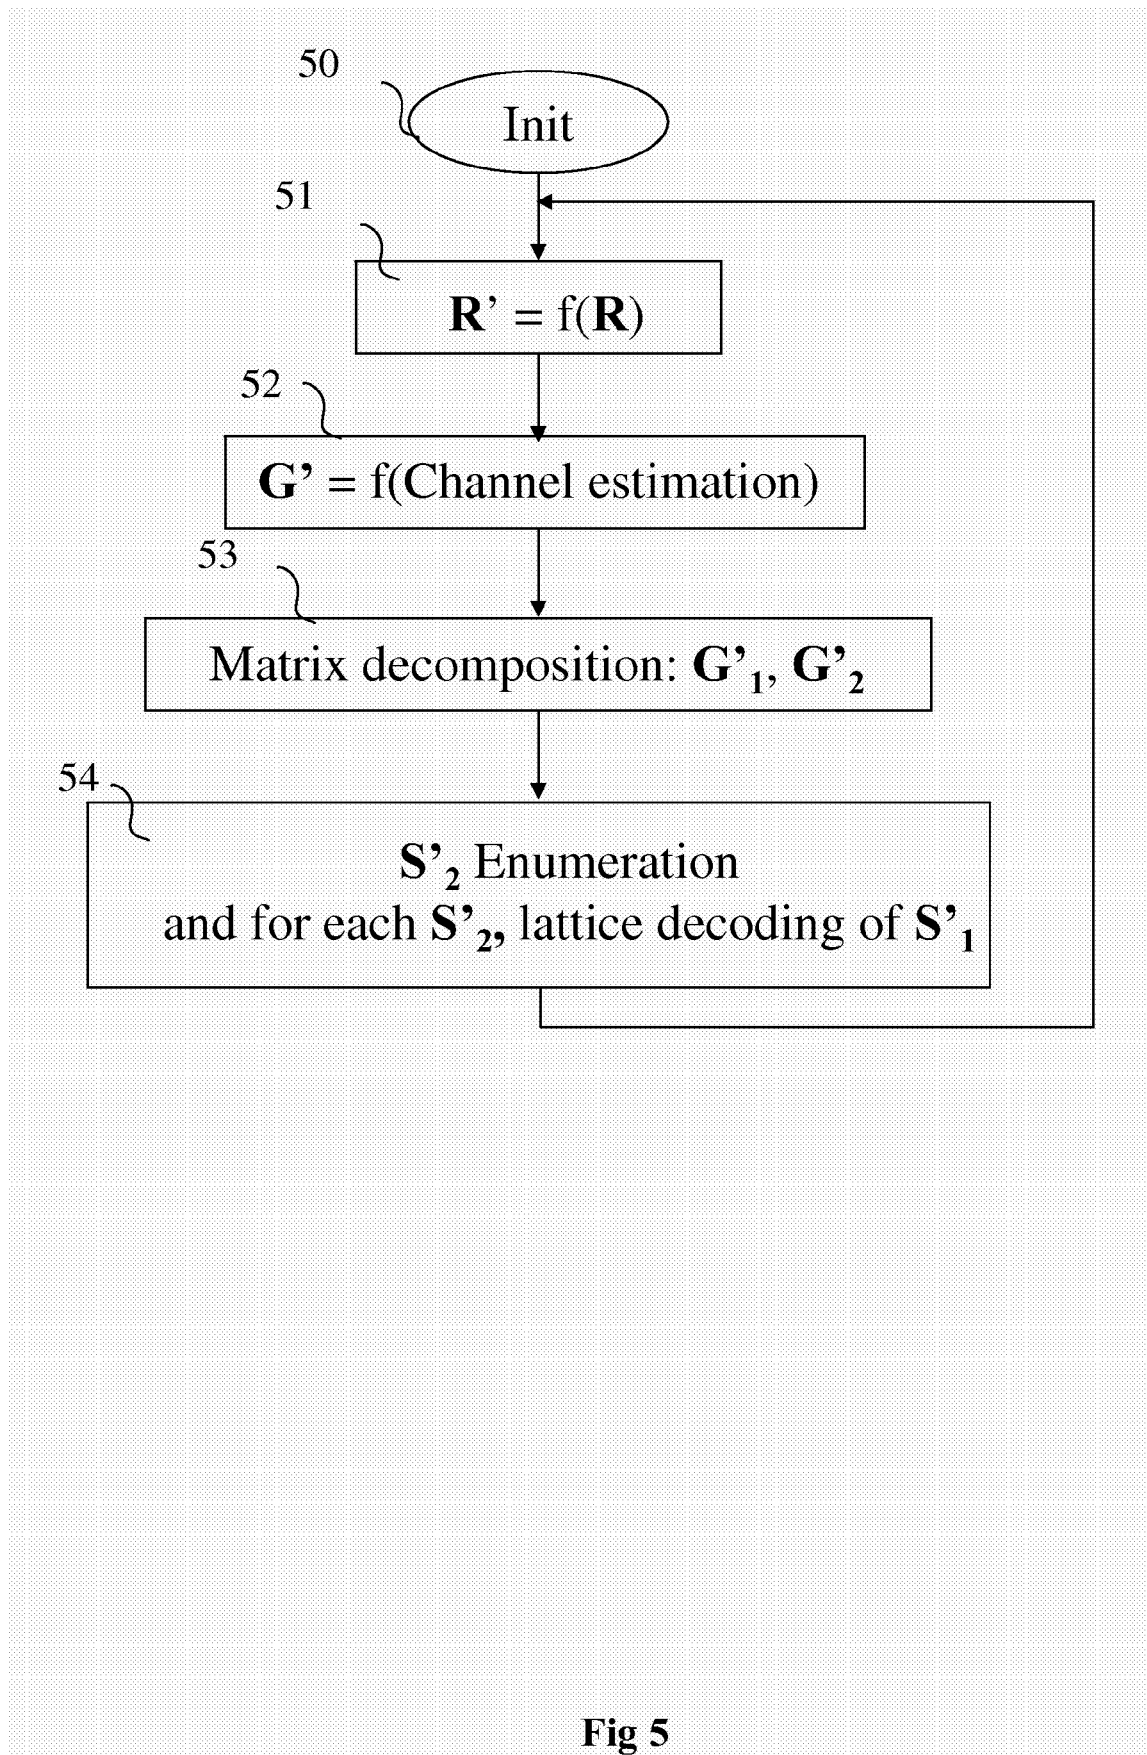 50
Init
51
R’ = f(R)
52
G’ = f(Channel estimation)
53
Matrix decomposition: G’1, G’2
54
S’2 Enumeration
and for each S’2, lattice decoding of S’1
Fig 5